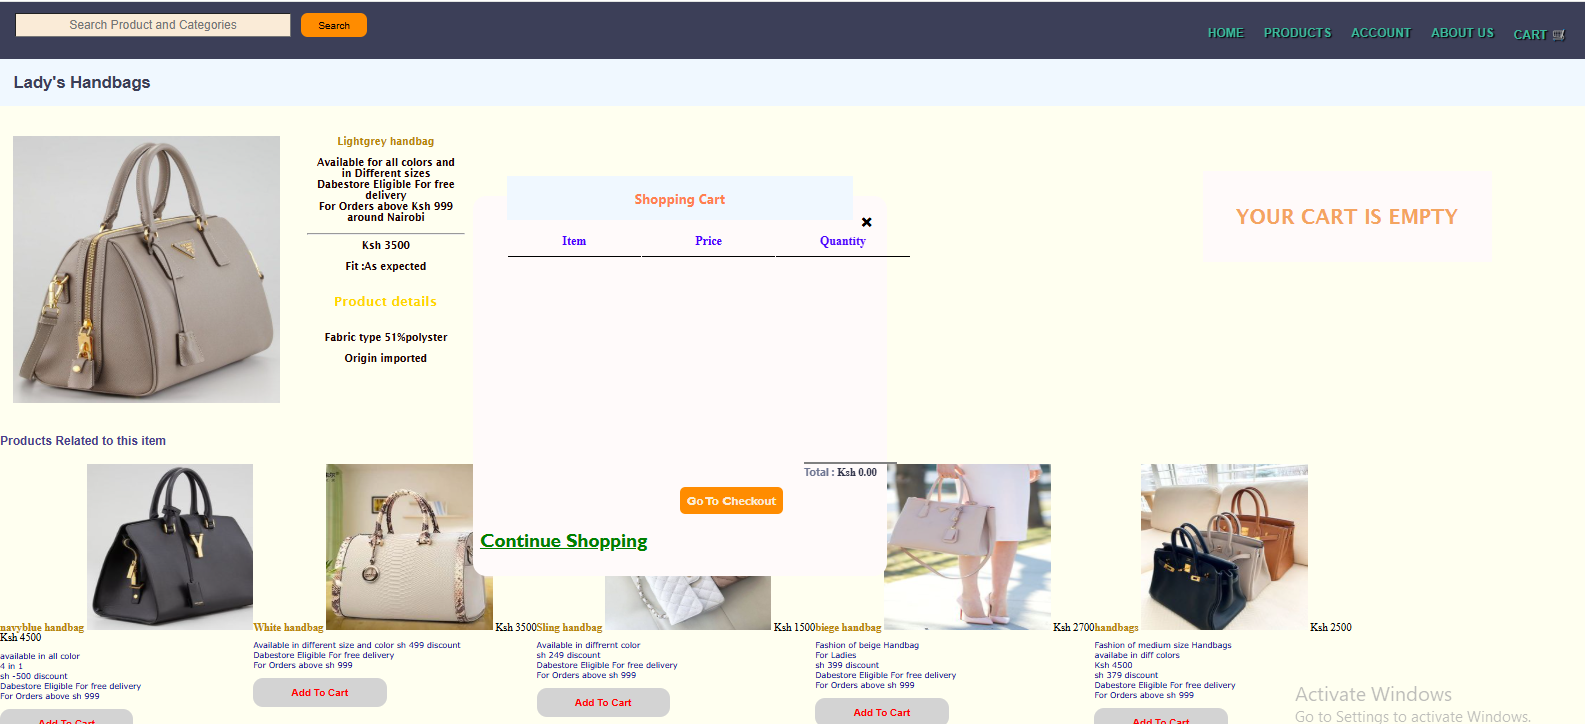 Search Product and Categories
Search
HOME
PRODUCTS
ACCOUNT
ABOUT US
CART
Lady's Handbags
Lightgrey handbag
Available for all colors and
in Different sizes
Dabestore Eligible For free
delivery
For Orders above Ksh 999
around Nairobi
Ksh 3500
Fit :As expected
Product details
Fabric type 51%polyster
Origin imported
Shopping Cart
Item
Price
Quantity
Total : Ksh 0.00
Go To Checkout
Continue Shopping
YOUR CART IS EMPTY
Products Related to this item
navyblue handbag
Ksh 4500
available in all color
4 in 1
sh -500 discount
Dabestore Eligible For free delivery
For Orders above sh 999
Add To Cart
White handbag
Ksh 3500
Available in different size and color sh 499 discount
Dabestore Eligible For free delivery
For Orders above sh 999
Add To Cart
Sling handbag
Ksh 1500
Available in diffrernt color
sh 249 discount
Dabestore Eligible For free delivery
For Orders above sh 999
Add To Cart
biege handbag
Ksh 2700
Fashion of beige Handbag
For Ladies
sh 399 discount
Dabestore Eligible For free delivery
For Orders above sh 999
Add To Cart
handbags
Ksh 2500
Fashion of medium size Handbags
availabe in diff colors
Ksh 4500
sh 379 discount
Dabestore Eligible For free delivery
For Orders above sh 999
Add To Cart
Activate Windows
Go to Settings to activate Windows.